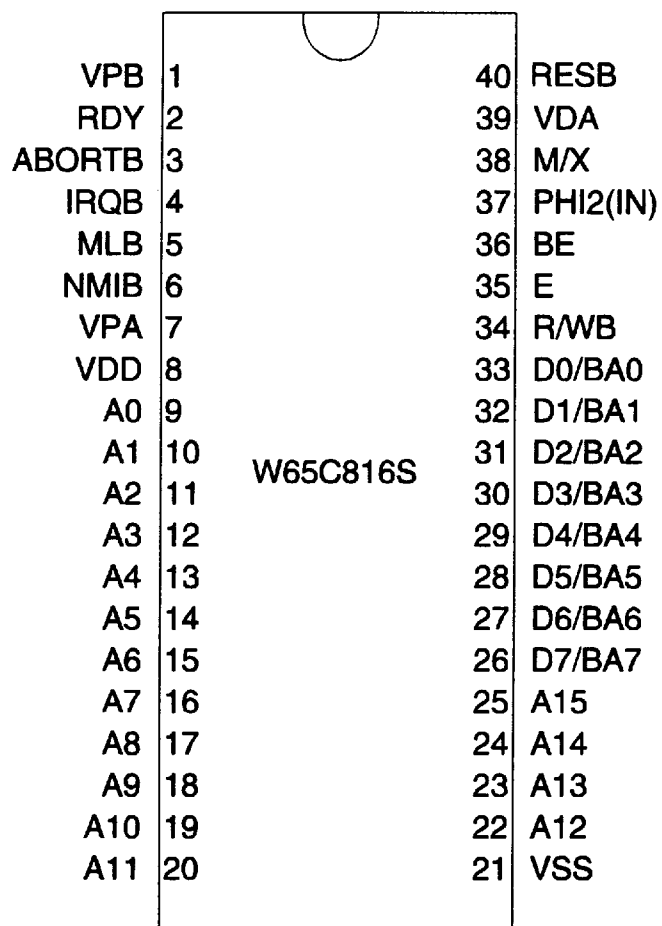 VPB 1 40 RESB
RDY 2 39 VDA
ABORTB 3 38 M/X
IRQB 4 37 PHI2(IN)
MLB 5 36 BE
NMIB 6 35 E
VPA 7 34 R/WB
VDD 8 33 D0/BA0
A0 9 32 D1/BA1
A1 10 31 D2/BA2
W65C816S
A2 11 30 D3/BA3
A3 12 29 D4/BA4
A4 13 28 D5/BA5
A5 14 27 D6/BA6
A6 15 26 D7/BA7
A7 16 25 A15
A8 17 24 A14
A9 18 23 A13
A10 19 22 A12
A11 20 21 VSS